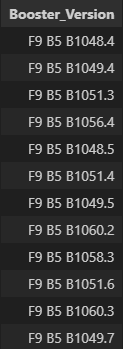 Booster_Version
F9 B5 B1048.4
F9 B5 B1049.4
F9 B5 B1051.3
F9 B5 B1056.4
F9 B5 B1048.5
F9 B5 B1051.4
F9 B5 B1049.5
F9 B5 B1060.2
F9 B5 B1058.3
F9 B5 B1051.6
F9 B5 B1060.3
F9 B5 B1049.7